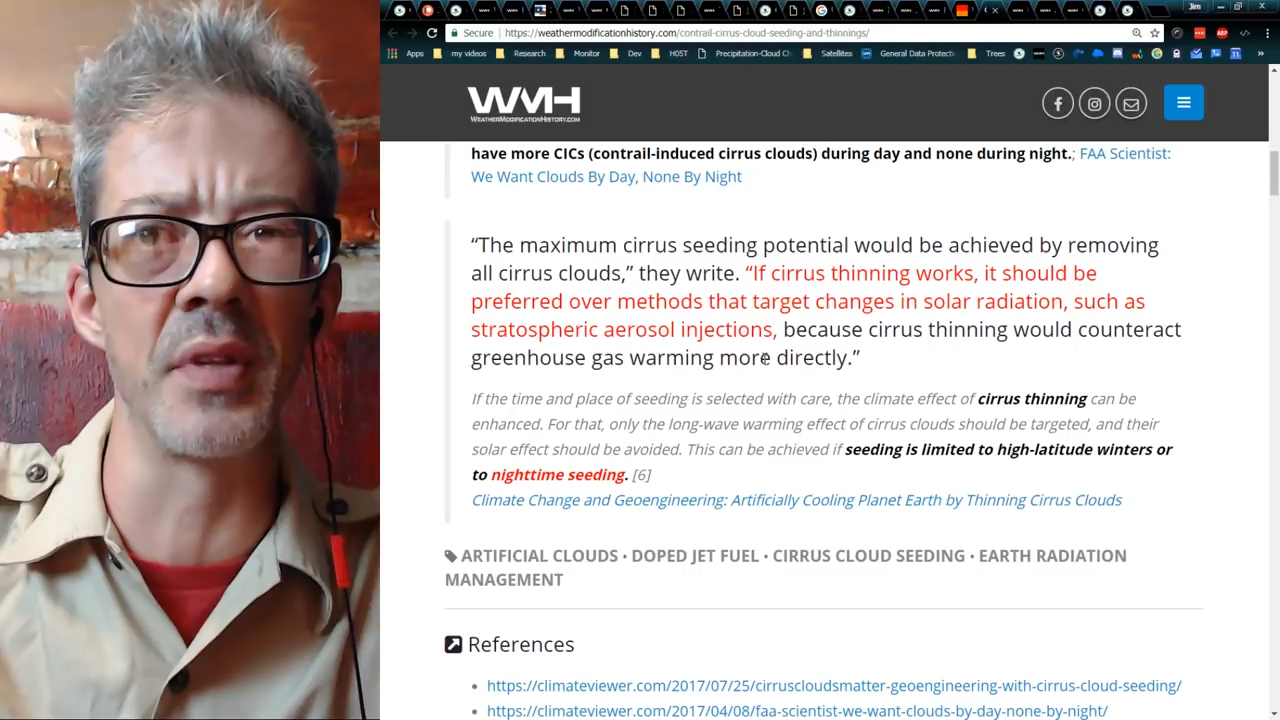 Jim
Secure
https://weathermodificationhistory.com/contrail-cirrus-cloud-seeding-and-thinnings/
Apps my videos Research Monitor Dev H05T Precipitation-Cloud Ch Satellites General Data Protecti Trees
WMH
WEATHERMODIFICATIONHISTORY.COM
have more CICs (contrail-induced cirrus clouds) during day and none during night.; FAA Scientist:
We Want Clouds By Day, None By Night
“The maximum cirrus seeding potential would be achieved by removing
all cirrus clouds,” they write. “If cirrus thinning works, it should be
preferred over methods that target changes in solar radiation, such as
stratospheric aerosol injections, because cirrus thinning would counteract
greenhouse gas warming more directly.”
If the time and place of seeding is selected with care, the climate effect of cirrus thinning can be
enhanced. For that, only the long-wave warming effect of cirrus clouds should be targeted, and their
solar effect should be avoided. This can be achieved if seeding is limited to high-latitude winters or
to nighttime seeding. [6]
Climate Change and Geoengineering: Artificially Cooling Planet Earth by Thinning Cirrus Clouds
ARTIFICIAL CLOUDS • DOPED JET FUEL • CIRRUS CLOUD SEEDING • EARTH RADIATION
MANAGEMENT
References
https://climateviewer.com/2017/07/25/cirruscloudsmatter-geoengineering-with-cirrus-cloud-seeding/
https://climateviewer.com/2017/04/08/faa-scientist-we-want-clouds-by-day-none-by-night/